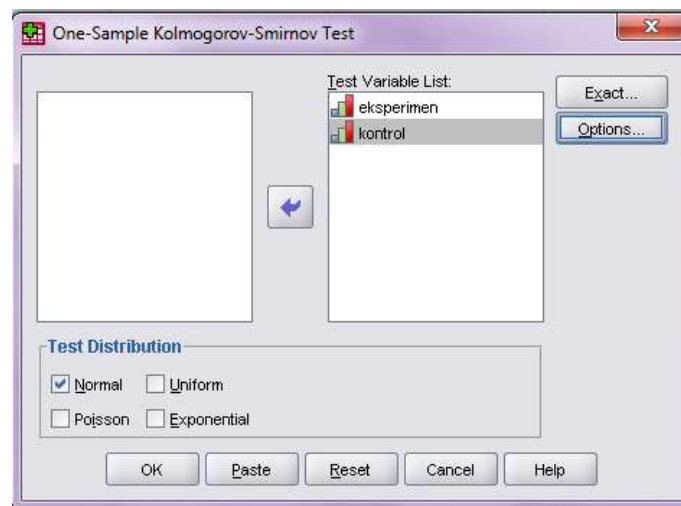 One-Sample Kolmogorov-Smirnov Test
Test Variable List:
eksperimen
kontrol
Exact...
Options...
Test Distribution
Normal Uniform
Poisson Exponential
OK Paste Reset Cancel Help